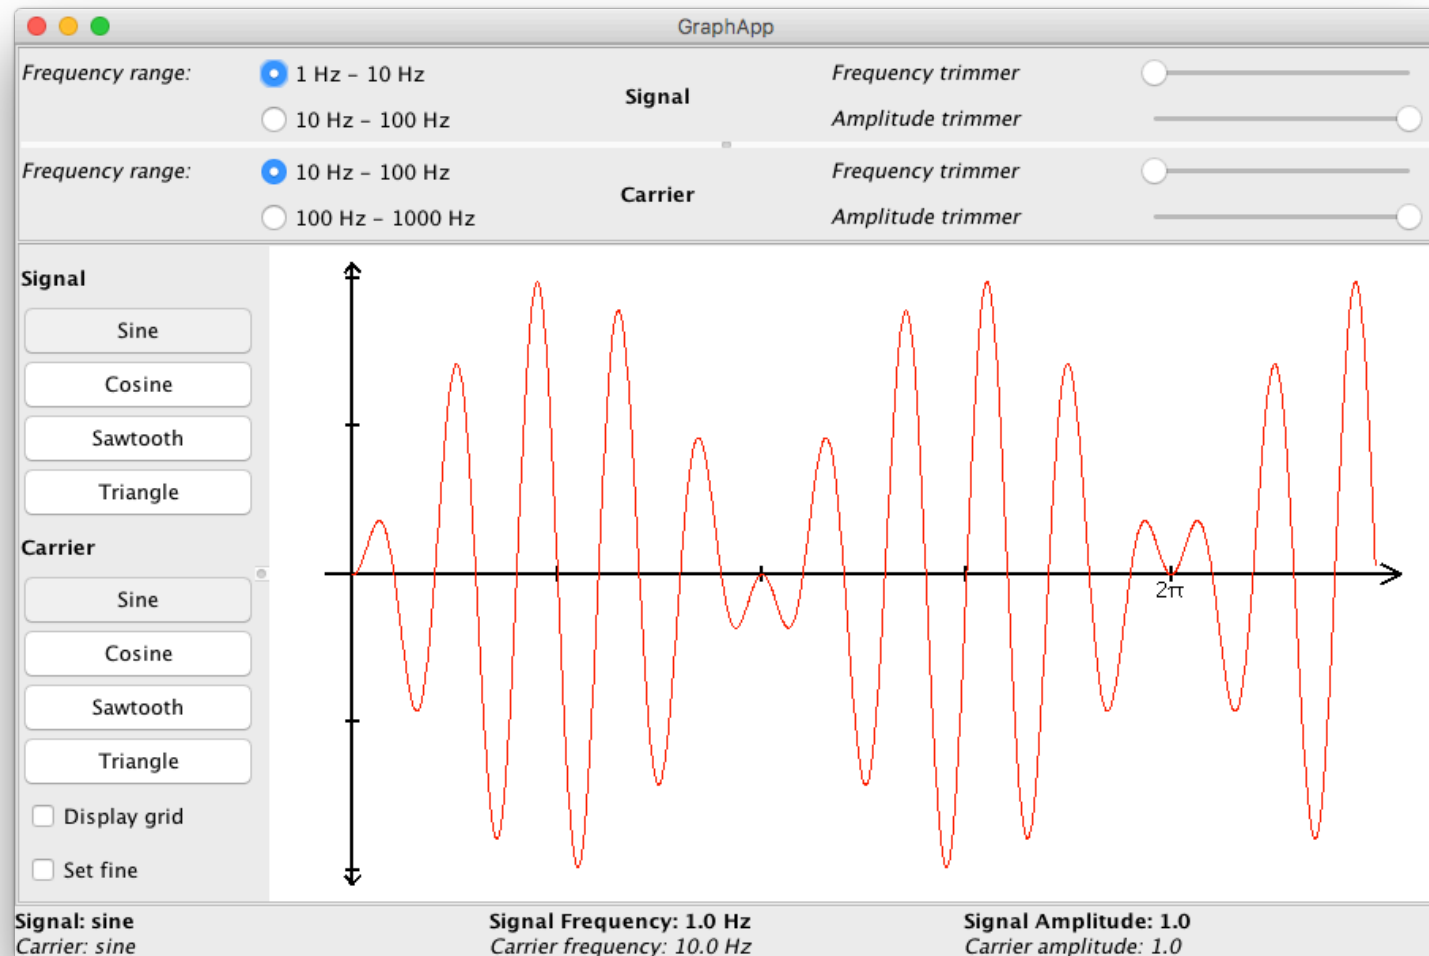 GraphApp
Frequency range:
1 Hz – 10 Hz
10 Hz – 100 Hz
Signal
Frequency trimmer
Amplitude trimmer
Frequency range:
10 Hz – 100 Hz
100 Hz – 1000 Hz
Carrier
Frequency trimmer
Amplitude trimmer
Signal
Sine
Cosine
Sawtooth
Triangle
Carrier
Sine
Cosine
Sawtooth
Triangle
Display grid
Set fine
2π
Signal: sine
Signal Frequency: 1.0 Hz
Signal Amplitude: 1.0
Carrier: sine
Carrier frequency: 10.0 Hz
Carrier amplitude: 1.0